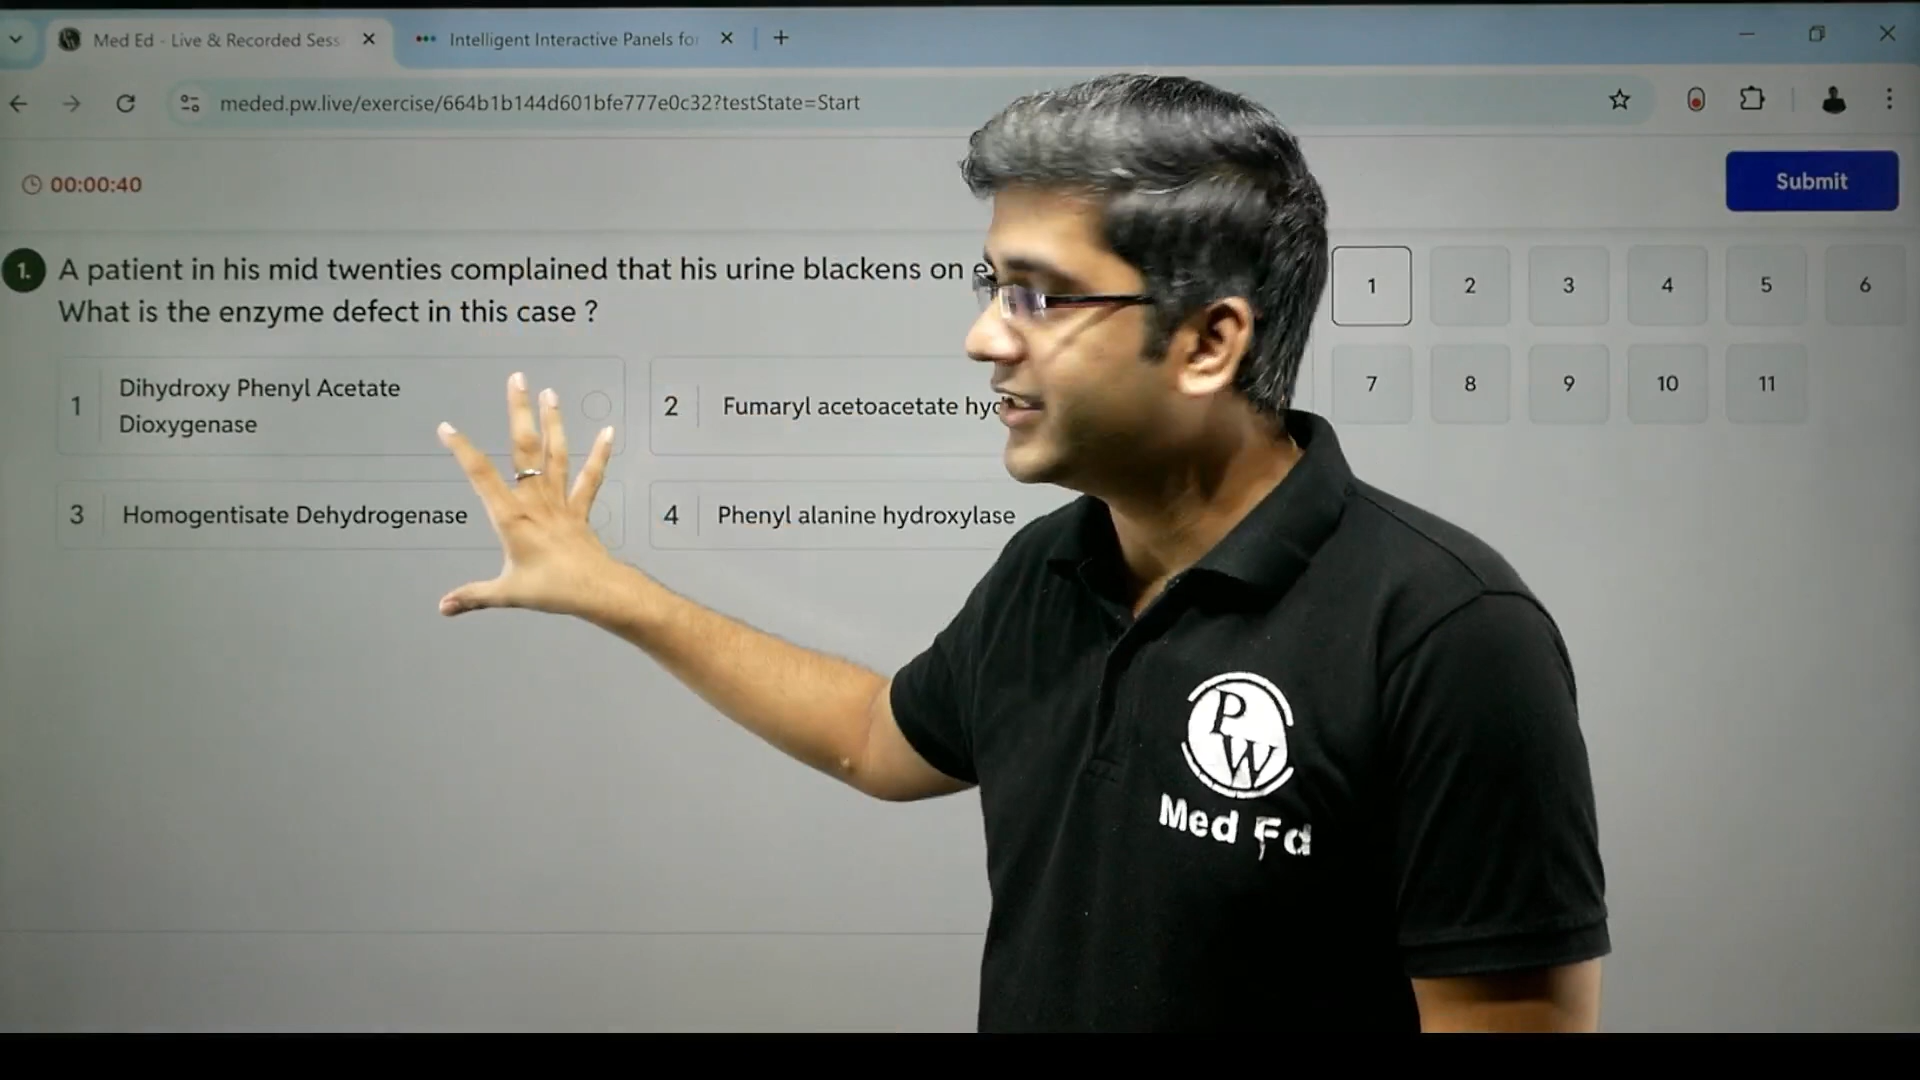 Med Ed - Live & Recorded Sess
Intelligent Interactive Panels for
meded.pw.live/exercise/664b1b144d601bfe777e0c32?testState=Start
00:00:40
Submit
1.
A patient in his mid twenties complained that his urine blackens on
What is the enzyme defect in this case ?
1
Dihydroxy Phenyl Acetate
Dioxygenase
2
Fumaryl acetoacetate
3
Homogentisate Dehydrogenase
4
Phenyl alanine hydroxylase
1 2 3 4 5 6
7 8 9 10 11
PW
Med Ed